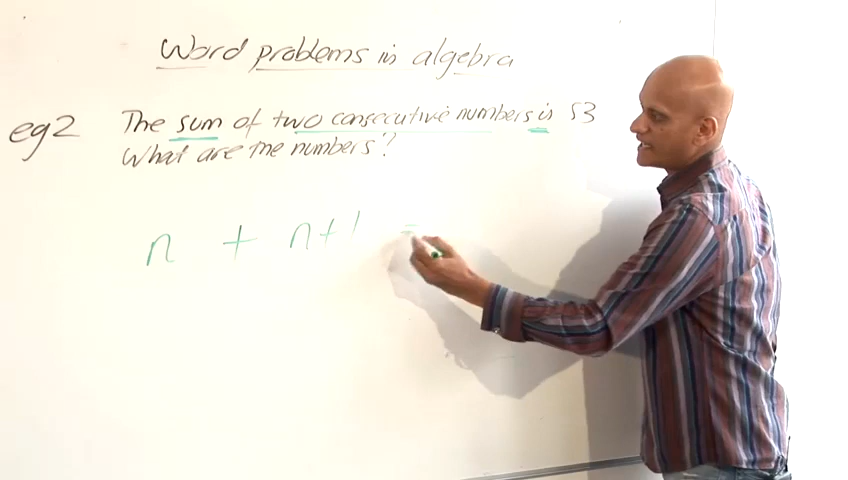 Word problems in algebra
eg2 The sum of two consecutive numbers is 53
What are the numbers?
n + n+1 =